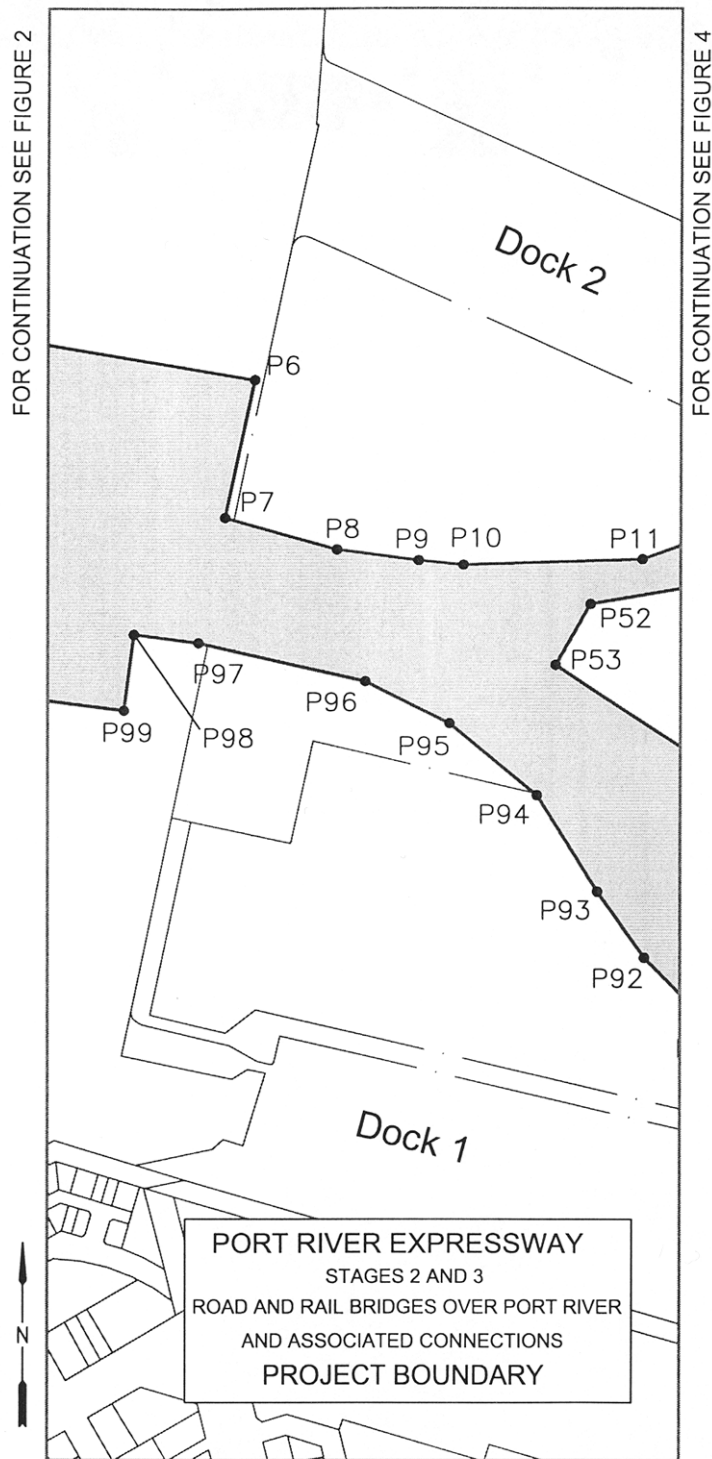 FOR CONTINUATION SEE FIGURE 2
FOR CONTINUATION SEE FIGURE 4
Dock 2
P6
P7
P8
P9
P10
P11
P52
P53
P97
P96
P99
P98
P95
P94
P93
P92
Dock 1
N
PORT RIVER EXPRESSWAY
STAGES 2 AND 3
ROAD AND RAIL BRIDGES OVER PORT RIVER
AND ASSOCIATED CONNECTIONS
PROJECT BOUNDARY